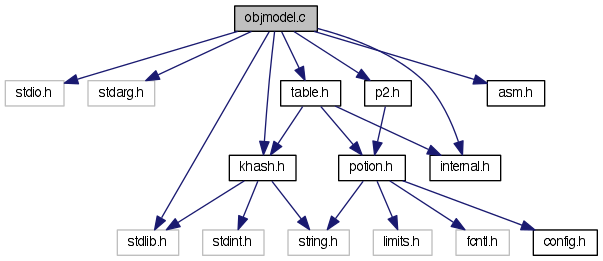 objmodel.c
stdio.h
stdarg.h
table.h
p2.h
asm.h
khash.h
potion.h
internal.h
stdlib.h
stdint.h
string.h
limits.h
fcntl.h
config.h